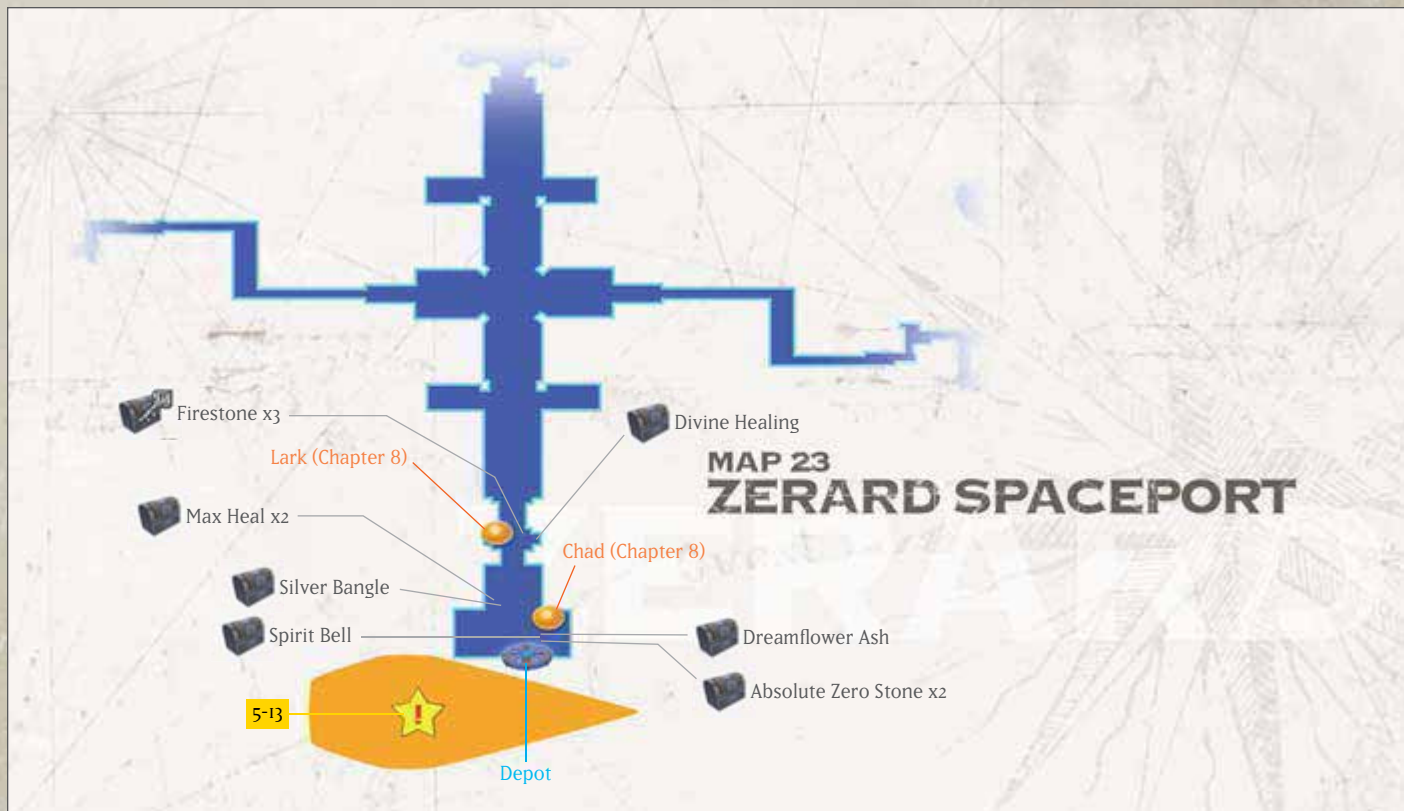 Firestone x3
Divine Healing
Lark (Chapter 8)
MAP 23
ZERARD SPACEPORT
Max Heal x2
Chad (Chapter 8)
Silver Bangle
Spirit Bell
Dreamflower Ash
Absolute Zero Stone x2
5-13
!
Depot